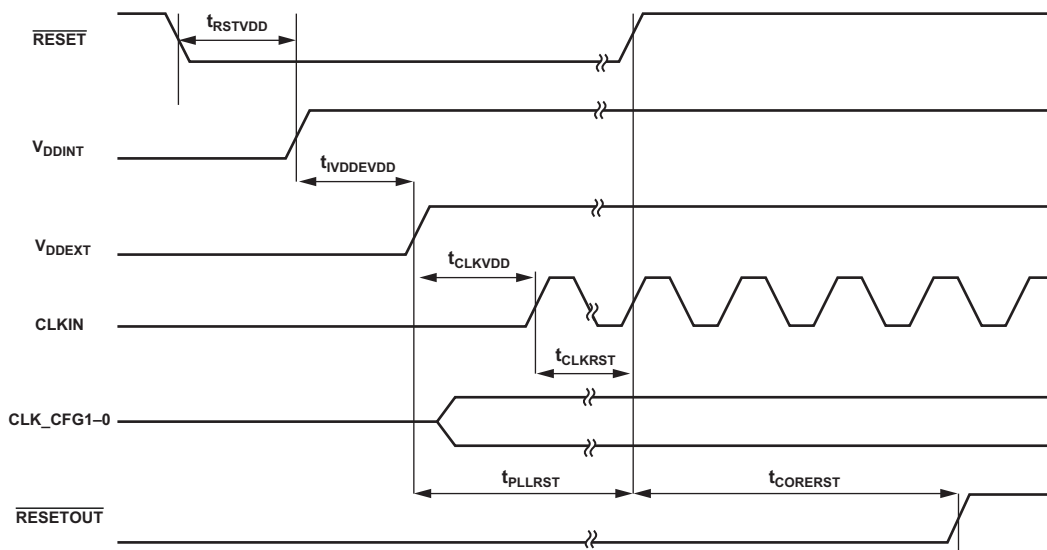 RESET
tRSTVDD
VDDINT
tIVDDEVDD
VDDEXT
tCLKVDD
CLKIN
tCLKRST
CLK_CFG1–0
tPLLRST
tCORERST
RESETOUT